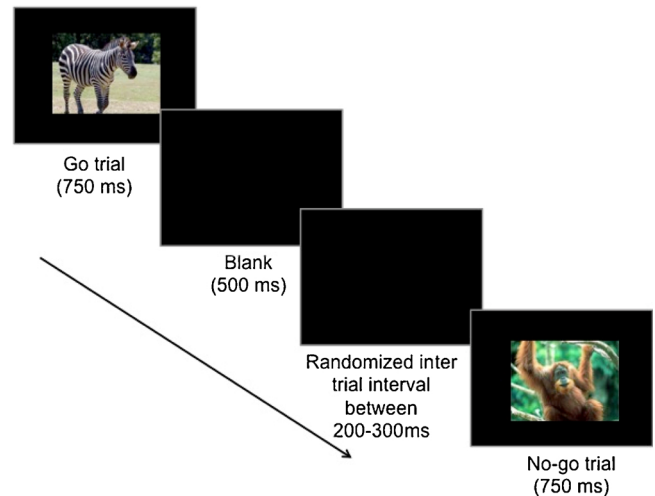 Go trial
(750 ms)
Blank
(500 ms)
Randomized inter
trial interval
between
200-300ms
No-go trial
(750 ms)